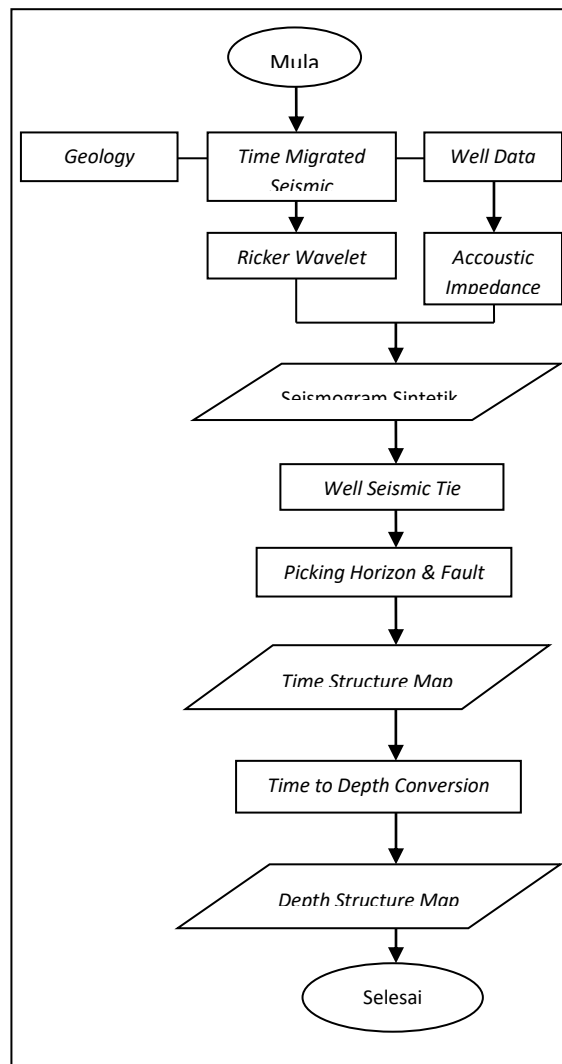 Mula
Geology
Time Migrated
Seismic
Well Data
Ricker Wavelet
Accoustic
Impedance
Seismogram Sintetik
Well Seismic Tie
Picking Horizon & Fault
Time Structure Map
Time to Depth Conversion
Depth Structure Map
Selesai